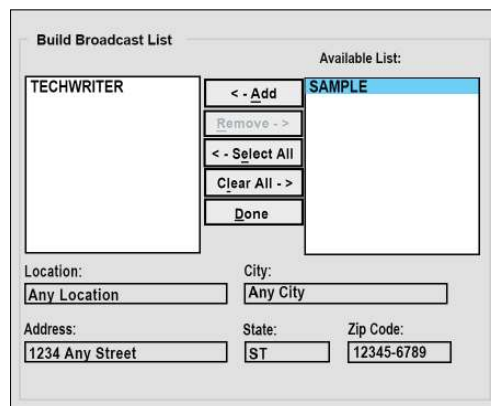 Build Broadcast List
Available List:
TECHWRITER
SAMPLE
< - Add
Remove - >
< - Select All
Clear All - >
Done
Location:
City:
Any Location
Any City
Address:
State:
Zip Code:
1234 Any Street
ST
12345-6789